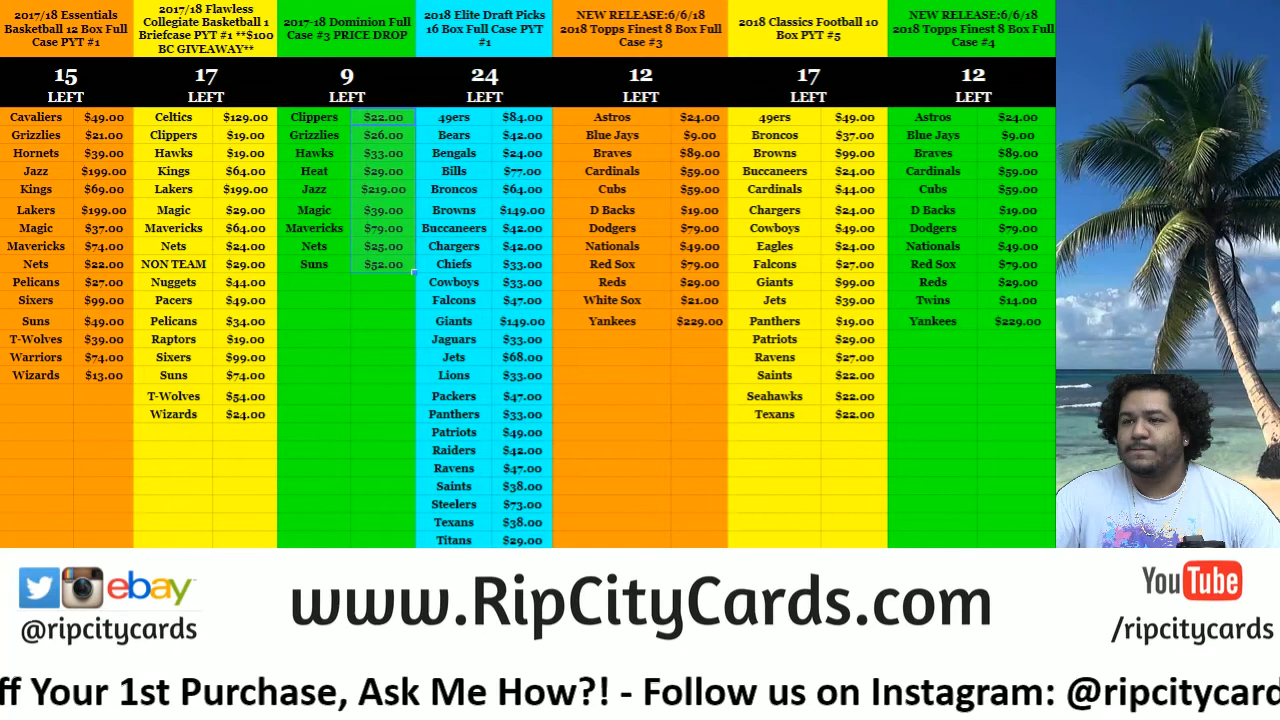 2017/18 Essentials Basketball 12 Box Full Case PYT #1
15
LEFT
Cavaliers $49.00
Grizzlies $21.00
Hornets $39.00
Jazz $199.00
Kings $69.00
Lakers $199.00
Magic $37.00
Mavericks $74.00
Nets $22.00
Pelicans $27.00
Sixers $99.00
Suns $49.00
T-Wolves $39.00
Warriors $74.00
Wizards $13.00
2017/18 Flawless Collegiate Basketball 1 Briefcase PYT #1 **$100 BC GIVEAWAY**
17
LEFT
Celtics $129.00
Clippers $19.00
Hawks $19.00
Kings $64.00
Lakers $199.00
Magic $29.00
Mavericks $64.00
Nets $24.00
NON TEAM $29.00
Nuggets $44.00
Pacers $49.00
Pelicans $34.00
Raptors $19.00
Sixers $99.00
Suns $74.00
T-Wolves $54.00
Wizards $24.00
2017-18 Dominion Full Case #3 PRICE DROP
9
LEFT
Clippers $22.00
Grizzlies $26.00
Hawks $33.00
Heat $29.00
Jazz $219.00
Magic $39.00
Mavericks $79.00
Nets $25.00
Suns $52.00
2018 Elite Draft Picks 16 Box Full Case PYT #1
24
LEFT
49ers $84.00
Bears $42.00
Bengals $24.00
Bills $77.00
Broncos $64.00
Browns $149.00
Buccaneers $42.00
Chargers $42.00
Chiefs $33.00
Cowboys $33.00
Falcons $47.00
Giants $149.00
Jaguars $33.00
Jets $68.00
Lions $33.00
Packers $47.00
Panthers $33.00
Patriots $49.00
Raiders $42.00
Ravens $47.00
Saints $38.00
Steelers $73.00
Texans $38.00
Titans $29.00
NEW RELEASE:6/6/18 2018 Topps Finest 8 Box Full Case #3
12
LEFT
Astros $24.00
Blue Jays $9.00
Braves $89.00
Cardinals $59.00
Cubs $59.00
D Backs $19.00
Dodgers $79.00
Nationals $49.00
Red Sox $79.00
Reds $29.00
White Sox $21.00
Yankees $229.00
2018 Classics Football 10 Box PYT #5
17
LEFT
49ers $49.00
Broncos $37.00
Browns $99.00
Buccaneers $24.00
Cardinals $44.00
Chargers $24.00
Cowboys $49.00
Eagles $24.00
Falcons $27.00
Giants $99.00
Jets $39.00
Panthers $19.00
Patriots $29.00
Ravens $27.00
Saints $22.00
Seahawks $22.00
Texans $22.00
NEW RELEASE:6/6/18 2018 Topps Finest 8 Box Full Case #4
12
LEFT
Astros $24.00
Blue Jays $9.00
Braves $89.00
Cardinals $59.00
Cubs $59.00
D Backs $19.00
Dodgers $79.00
Nationals $49.00
Red Sox $79.00
Reds $29.00
Twins $14.00
Yankees $229.00
ebay
@ripcitycards
www.RipCityCards.com
YouTube
/ripcitycards
ff Your 1st Purchase, Ask Me How?! - Follow us on Instagram: @ripcitycard